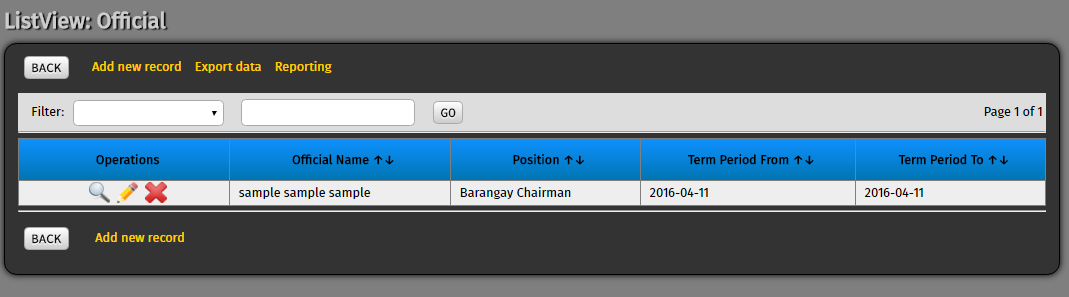 ListView: Official
BACK Add new record Export data Reporting
Filter: GO Page 1 of 1
Operations Official Name ↑↓ Position ↑↓ Term Period From ↑↓ Term Period To ↑↓
sample sample sample Barangay Chairman 2016-04-11 2016-04-11
BACK Add new record